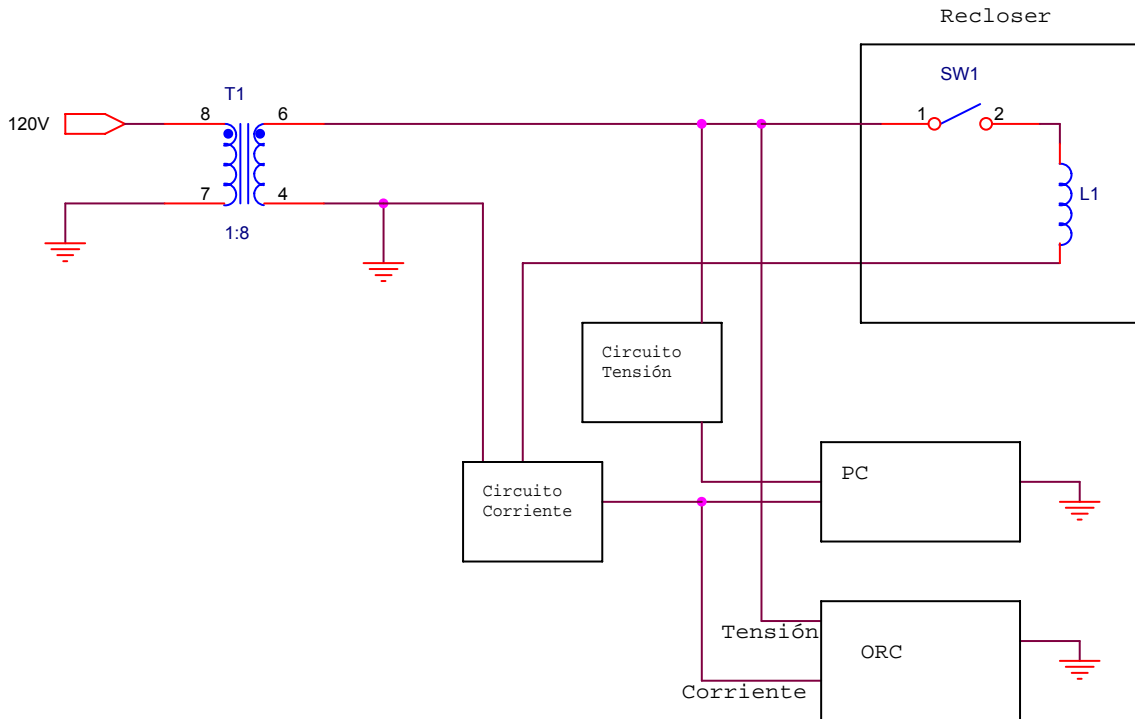 Recloser
SW1
T1
120V
8
6
1
2
7
4
L1
1:8
Circuito
Tensión
PC
Circuito
Corriente
Tensión
ORC
Corriente